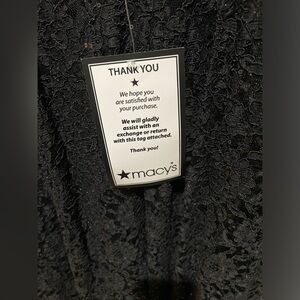 THANK YOU
★
We hope you
are satisfied with
your purchase.
We will gladly
assist with an
exchange or return
with this tag attached.
Thank you!
★macy's